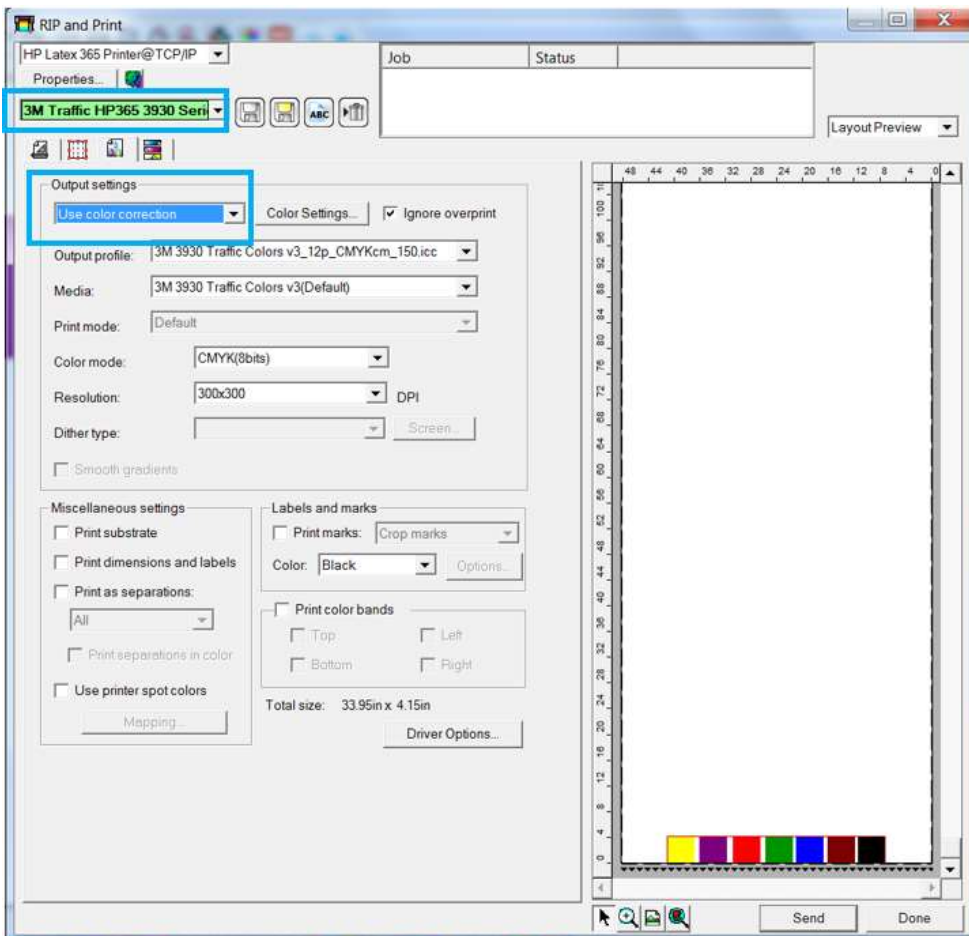 RIP and Print
HP Latex 365 Printer@TCP/IP
Job Status
Properties...
3M Traffic HP365 3930 Seri
ABC
Layout Preview
Output settings
Use color correction Color Settings... Ignore overprint
Output profile: 3M 3930 Traffic Colors v3_12p_CMYKcm_150.icc
Media: 3M 3930 Traffic Colors v3(Default)
Print mode: Default
Color mode: CMYK(8bits)
Resolution: 300x300 DPI
Dither type: Screen...
Smooth gradients
Miscellaneous settings
Print substrate
Print dimensions and labels
Print as separations:
All
Print separations in color
Use printer spot colors
Mapping...
Labels and marks
Print marks: Crop marks
Color: Black Options...
Print color bands
Top Left
Bottom Right
Total size: 33.95in x 4.15in
Driver Options...
48 44 40 36 32 28 24 20 16 12 8 4 0
100
96
92
88
84
80
76
72
68
64
60
56
52
48
44
40
36
32
28
24
20
16
12
8
4
0
Send Done